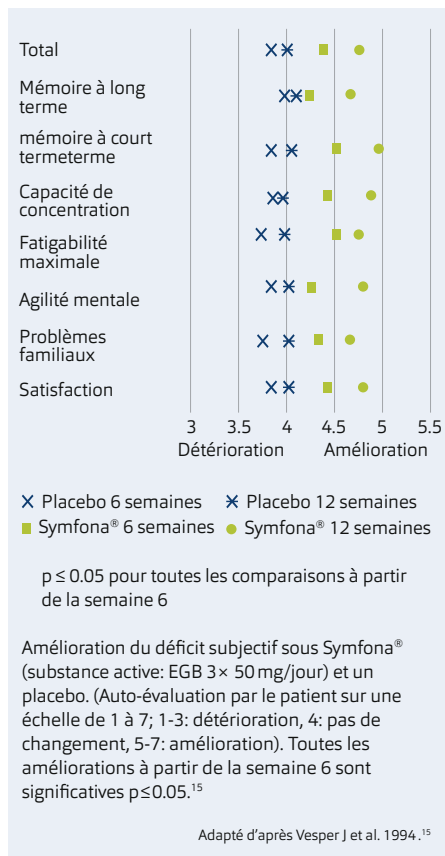 Total
Mémoire à long
terme
mémoire à court
termeterme
Capacité de
concentration
Fatigabilité
maximale
Agilité mentale
Problèmes
familiaux
Satisfaction
3 3.5 4 4.5 5 5.5
Détérioration Amélioration
Placebo 6 semaines Placebo 12 semaines
Symfona® 6 semaines Symfona® 12 semaines
p ≤ 0.05 pour toutes les comparaisons à partir
de la semaine 6
Amélioration du déficit subjectif sous Symfona®
(substance active: EGB 3× 50 mg/jour) et un
placebo. (Auto-évaluation par le patient sur une
échelle de 1 à 7; 1-3: détérioration, 4: pas de
changement, 5-7: amélioration). Toutes les
améliorations à partir de la semaine 6 sont
significatives p≤0.05.¹⁵
Adapté d'après Vesper J et al. 1994.¹⁵